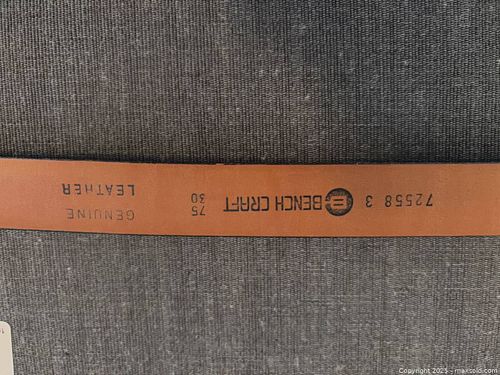 72558 3
BENCH CRAFT
75
30
GENUINE
LEATHER
Copyright 2025 - maxsold.com